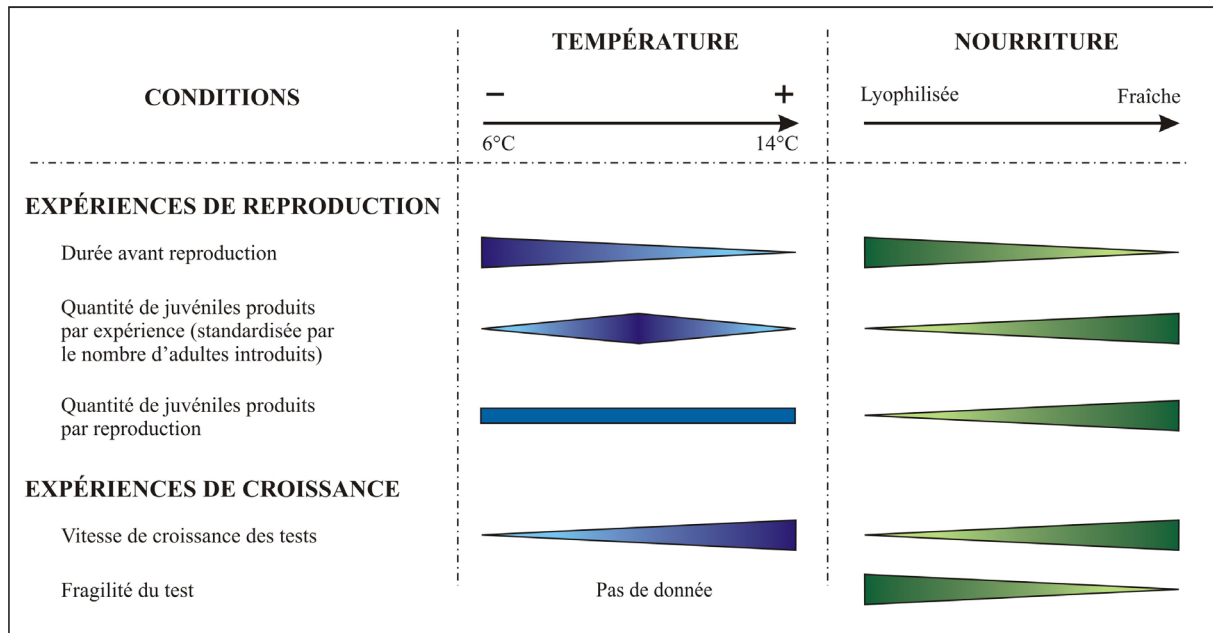 TEMPÉRATURE
NOURRITURE
CONDITIONS
− +
Lyophilisée Fraîche
6°C 14°C
EXPÉRIENCES DE REPRODUCTION
Durée avant reproduction
Quantité de juvéniles produits
par expérience (standardisée par
le nombre d'adultes introduits)
Quantité de juvéniles produits
par reproduction
EXPÉRIENCES DE CROISSANCE
Vitesse de croissance des tests
Fragilité du test
Pas de donnée